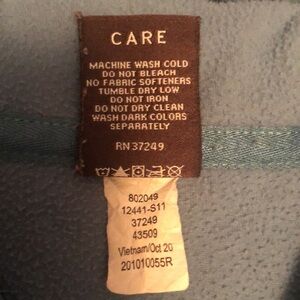 CARE
MACHINE WASH COLD
DO NOT BLEACH
NO FABRIC SOFTENERS
TUMBLE DRY LOW
DO NOT IRON
DO NOT DRY CLEAN
WASH DARK COLORS
SEPARATELY
RN 37249
802049
12441-S11
37249
43509
Vietnam/Oct 20
201010055R